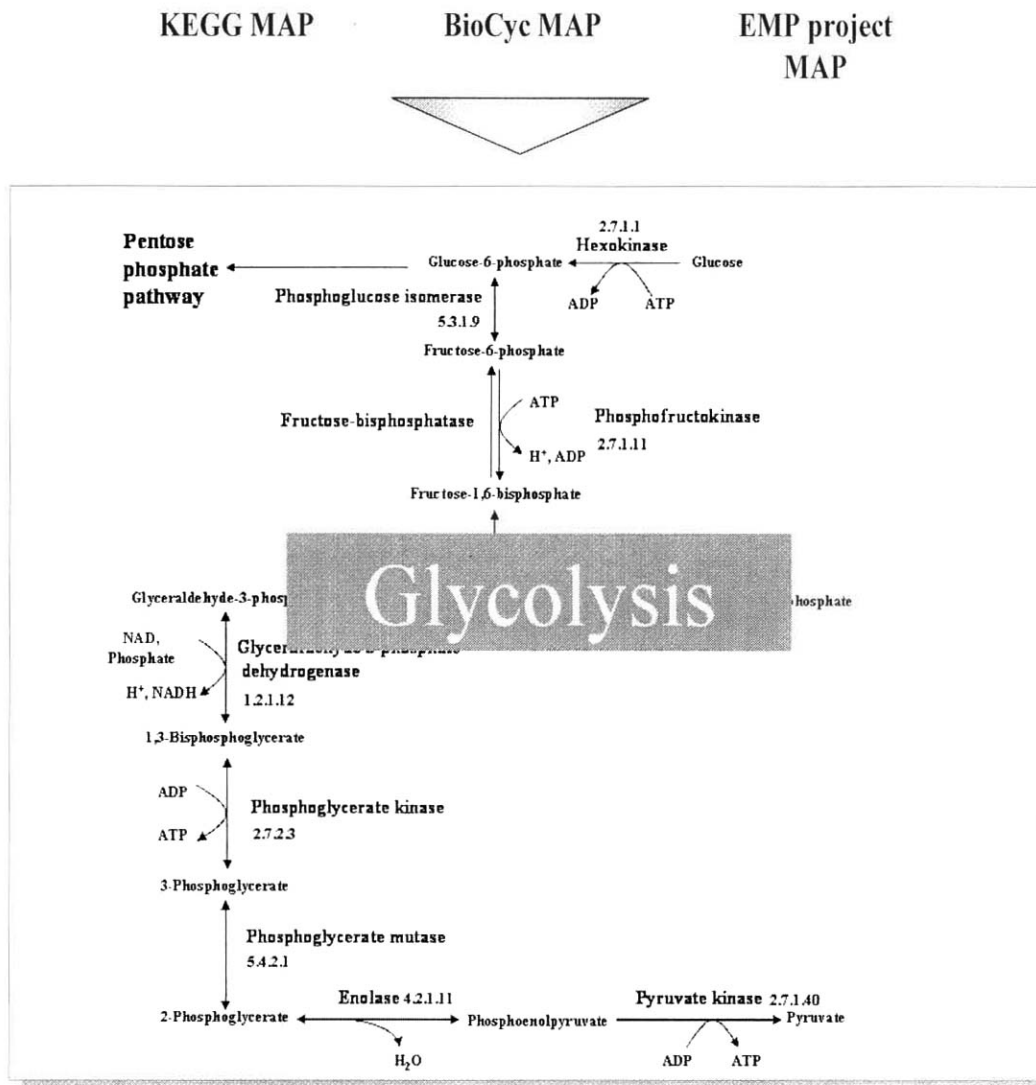 KEGG MAP
BioCyc MAP
EMP project
MAP
2.7.1.1
Hexokinase
Pentose
phosphate
pathway
Glucose-6-phosphate
Glucose
ADP
ATP
Phosphoglucose isomerase
5.3.1.9
Fructose-6-phosphate
Fructose-bisphosphatase
ATP
Phosphofructokinase
H⁺, ADP
2.7.1.11
Fructose-1,6-bisphosphate
Glycolysis
Glyceraldehyde-3-phosp
hosphate
NAD,
Phosphate
dehydrogenase
H⁺, NADH
1.2.1.12
1,3-Bisphosphoglycerate
ADP
Phosphoglycerate kinase
ATP
2.7.2.3
3-Phosphoglycerate
Phosphoglycerate mutase
5.4.2.1
Enolase 4.2.1.11
Pyruvate kinase 2.7.1.40
2-Phosphoglycerate
Phosphoenolpyruvate
Pyruvate
H₂O
ADP
ATP